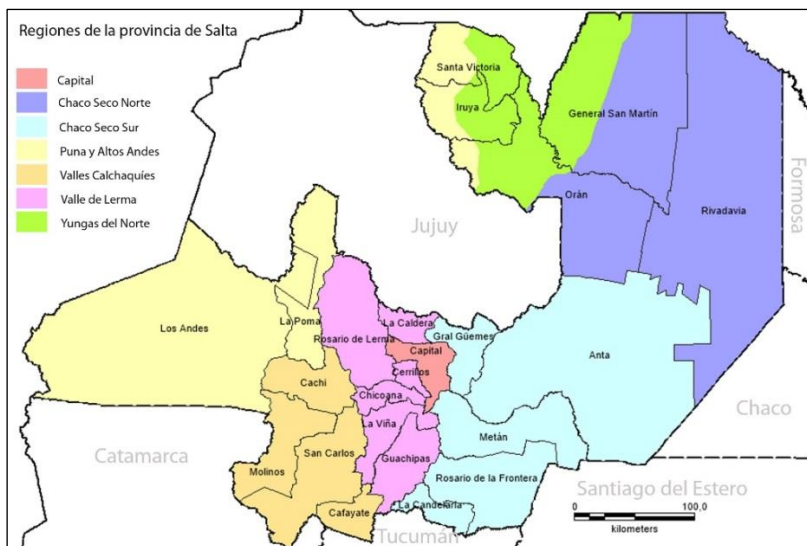 Regiones de la provincia de Salta
Capital
Chaco Seco Norte
Chaco Seco Sur
Puna y Altos Andes
Valles Calchaquíes
Valle de Lerma
Yungas del Norte
Santa Victoria
Iruya
General San Martín
Orán
Rivadavia
Formosa
Jujuy
Los Andes
La Poma
Rosario de Lerma
La Caldera
Gral Güemes
Capital
Cerrillos
Anta
Cachi
Chicoana
La Viña
Chaco
Catamarca
Molinos
San Carlos
Guachipas
Metán
Rosario de la Frontera
La Candelaria
Cafayate
Tucumán
Santiago del Estero
0 100,0
kilometers